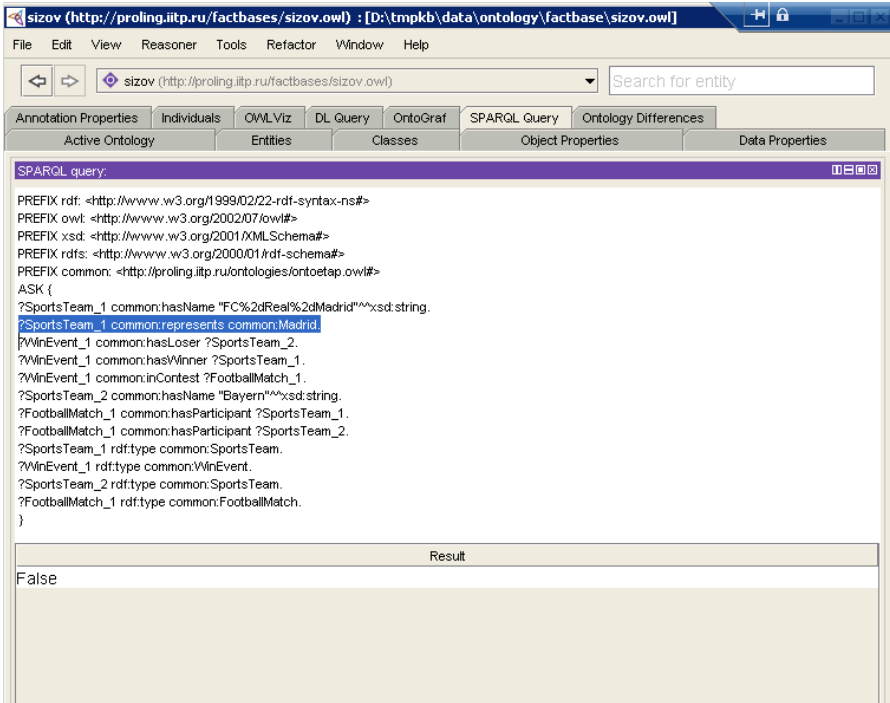 sizov (http://proling.iitp.ru/factbases/sizov.owl) : [D:\tmpkb\data\ontology\factbase\sizov.owl]
File Edit View Reasoner Tools Refactor Window Help
sizov (http://proling.iitp.ru/factbases/sizov.owl) Search for entity
Annotation Properties Individuals OWLViz DL Query OntoGraf SPARQL Query Ontology Differences
Active Ontology Entities Classes Object Properties Data Properties
SPARQL query:
PREFIX rdf: <http://www.w3.org/1999/02/22-rdf-syntax-ns#>
PREFIX owl: <http://www.w3.org/2002/07/owl#>
PREFIX xsd: <http://www.w3.org/2001/XMLSchema#>
PREFIX rdfs: <http://www.w3.org/2000/01/rdf-schema#>
PREFIX common: <http://proling.iitp.ru/ontologies/ontoetap.owl#>
ASK {
?SportsTeam_1 common:hasName "FC%2dReal%2dMadrid"^^xsd:string.
?SportsTeam_1 common:represents common:Madrid.
?WinEvent_1 common:hasLoser ?SportsTeam_2.
?WinEvent_1 common:hasWinner ?SportsTeam_1.
?WinEvent_1 common:inContest ?FootballMatch_1.
?SportsTeam_2 common:hasName "Bayern"^^xsd:string.
?FootballMatch_1 common:hasParticipant ?SportsTeam_1.
?FootballMatch_1 common:hasParticipant ?SportsTeam_2.
?SportsTeam_1 rdf:type common:SportsTeam.
?WinEvent_1 rdf:type common:WinEvent.
?SportsTeam_2 rdf:type common:SportsTeam.
?FootballMatch_1 rdf:type common:FootballMatch.
}
Result
False